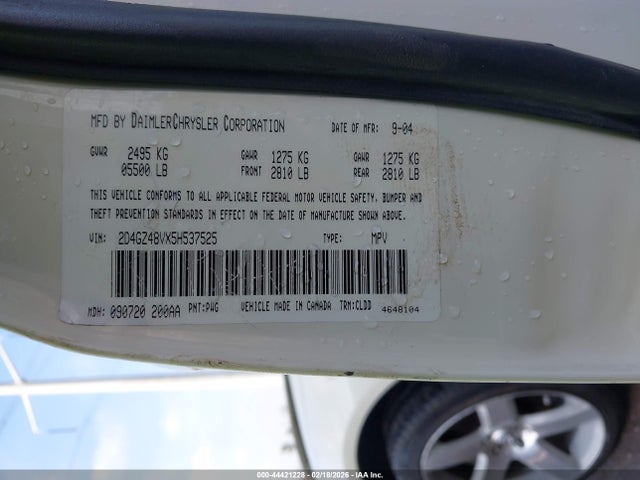 MFD BY DAIMLERCHRYSLER CORPORATION DATE OF MFR: 9-04
GVWR 2495 KG GAWR 1275 KG GAWR 1275 KG
05500 LB FRONT 2810 LB REAR 2810 LB
THIS VEHICLE CONFORMS TO ALL APPLICABLE FEDERAL MOTOR VEHICLE SAFETY, BUMPER AND
THEFT PREVENTION STANDARDS IN EFFECT ON THE DATE OF MANUFACTURE SHOWN ABOVE.
VIN: 2D4GZ48VX5H537525 TYPE: MPV
MDH: 090720 200AA PNT:PWG VEHICLE MADE IN CANADA TRM:CLDD 4648104
000-44421228 - 02/18/2026 - IAA Inc.